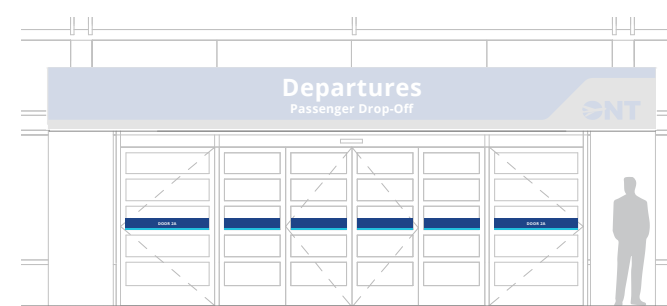 Departures
Passenger Drop-Off
ONT
DOOR 2A
DOOR 2A